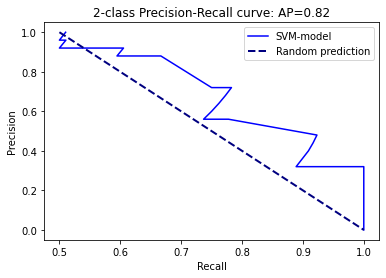 2-class Precision-Recall curve: AP=0.82
SVM-model
Random prediction
Precision
1.0
0.8
0.6
0.4
0.2
0.0
0.5
0.6
0.7
0.8
0.9
1.0
Recall